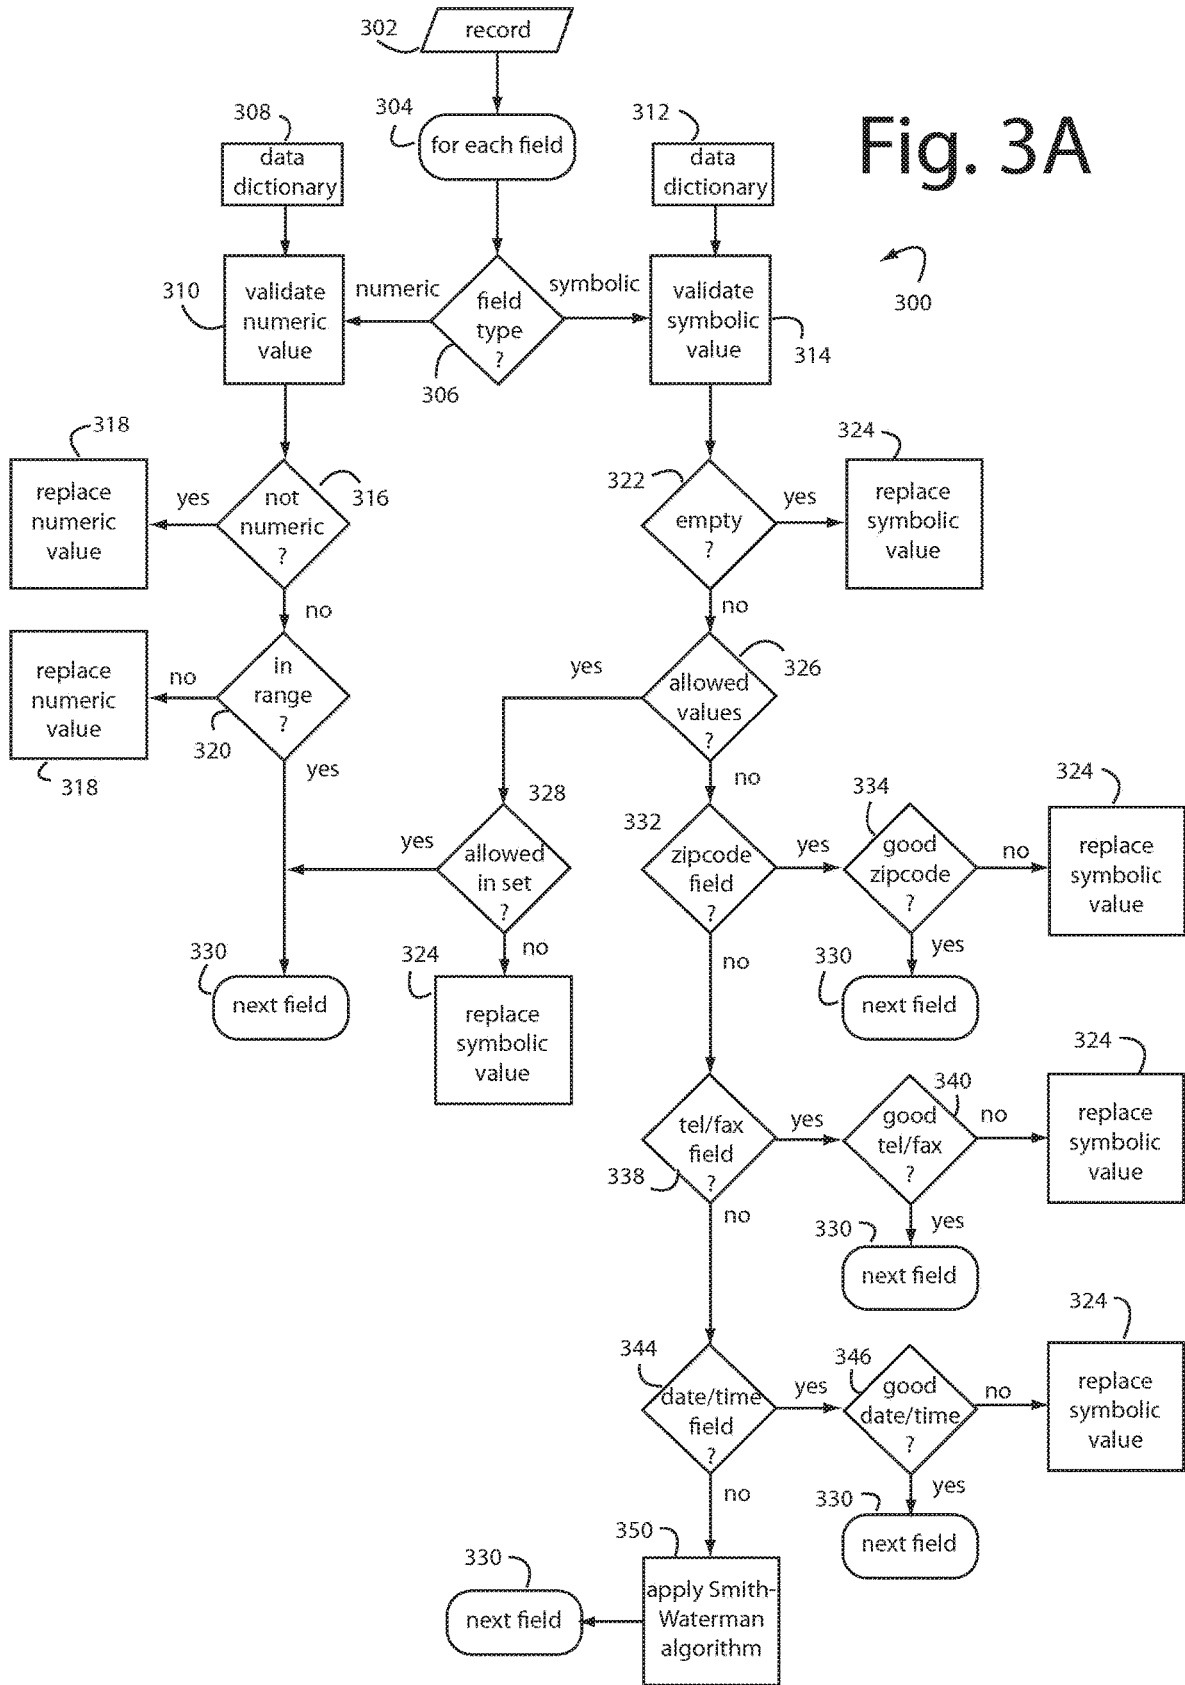 302
record
308
304
312
Fig. 3A
data
dictionary
for each field
data
dictionary
310
validate
numeric
value
numeric
field
type
?
symbolic
validate
symbolic
value
300
306
314
318
replace
numeric
value
yes
not
numeric
?
316
322
empty
?
yes
324
replace
symbolic
value
no
no
replace
numeric
value
no
in
range
?
yes
allowed
values
?
326
320
318
yes
no
328
332
334
324
yes
allowed
in set
?
zipcode
field
?
yes
good
zipcode
?
no
replace
symbolic
value
330
next field
324
no
replace
symbolic
value
no
yes
330
next field
324
tel/fax
field
?
338
yes
good
tel/fax
?
340
no
replace
symbolic
value
no
yes
330
next field
324
344
date/time
field
?
yes
346
good
date/time
?
no
replace
symbolic
value
no
yes
330
next field
350
330
next field
apply Smith-
Waterman
algorithm